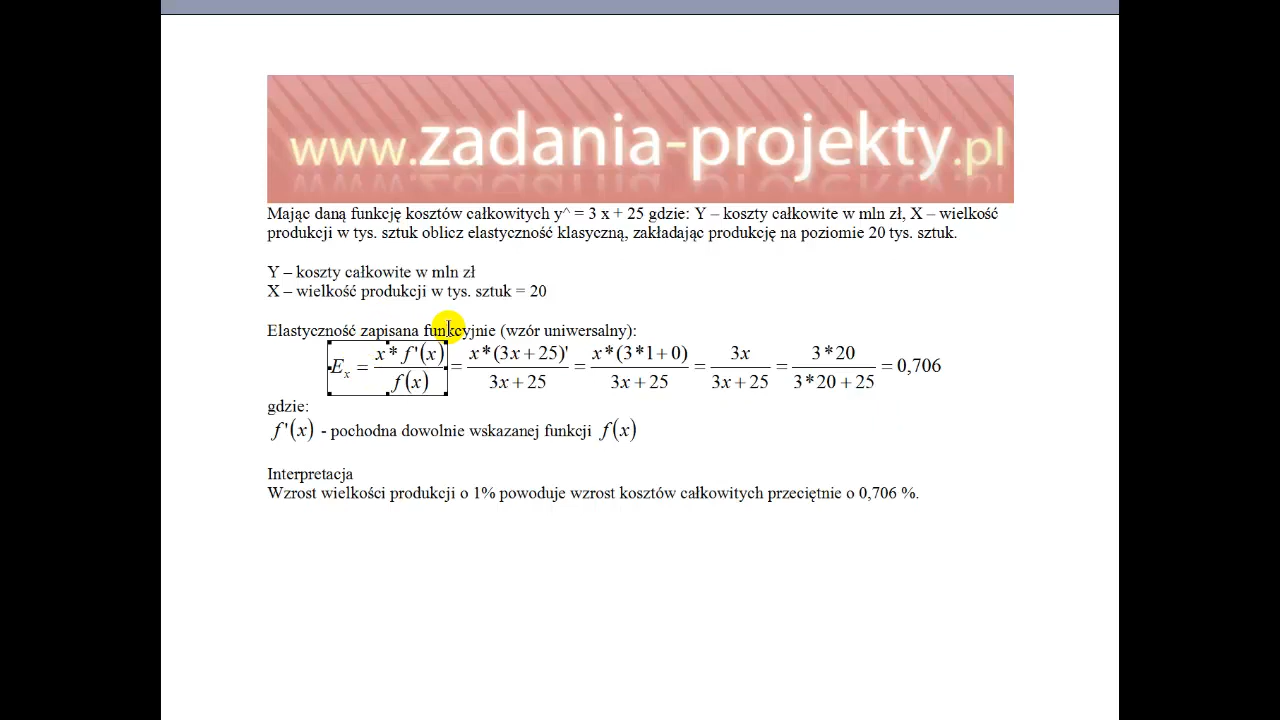 www.zadania-projekty.pl
Mając daną funkcję kosztów całkowitych y^ = 3 x + 25 gdzie: Y – koszty całkowite w mln zł, X – wielkość
produkcji w tys. sztuk oblicz elastyczność klasyczną, zakładając produkcję na poziomie 20 tys. sztuk.
Y – koszty całkowite w mln zł
X – wielkość produkcji w tys. sztuk = 20
Elastyczność zapisana funkcyjnie (wzór uniwersalny):
Eₓ = x* f'(x) / f(x) = x*(3x+25)' / 3x+25 = x*(3*1+0) / 3x+25 = 3x / 3x+25 = 3*20 / 3*20+25 = 0,706
gdzie:
f'(x) - pochodna dowolnie wskazanej funkcji f(x)
Interpretacja
Wzrost wielkości produkcji o 1% powoduje wzrost kosztów całkowitych przeciętnie o 0,706 %.